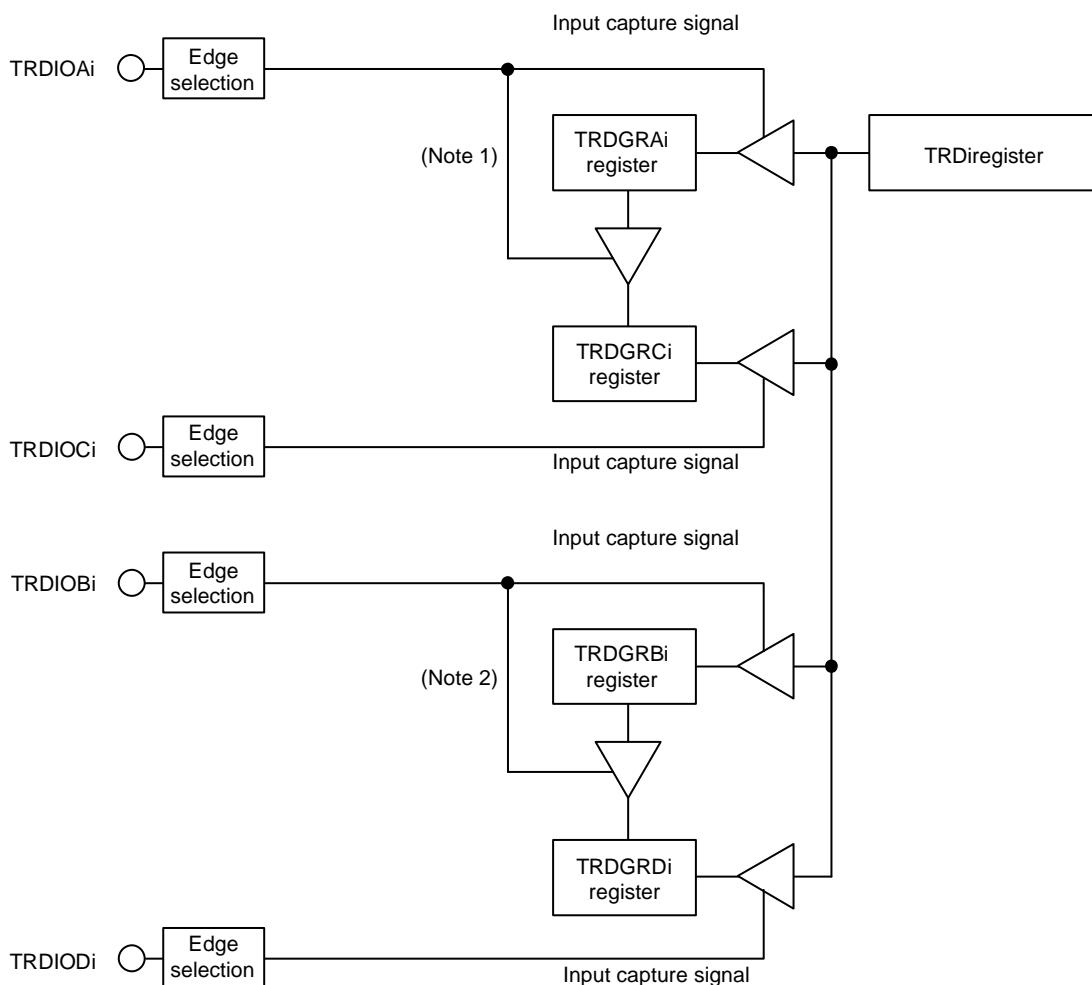 Input capture signal
TRDIOAi
Edge
selection
(Note 1)
TRDGRAi
register
TRDiregister
TRDGRCi
register
TRDIOCi
Edge
selection
Input capture signal
Input capture signal
TRDIOBi
Edge
selection
(Note 2)
TRDGRBi
register
TRDGRDi
register
TRDIODi
Edge
selection
Input capture signal